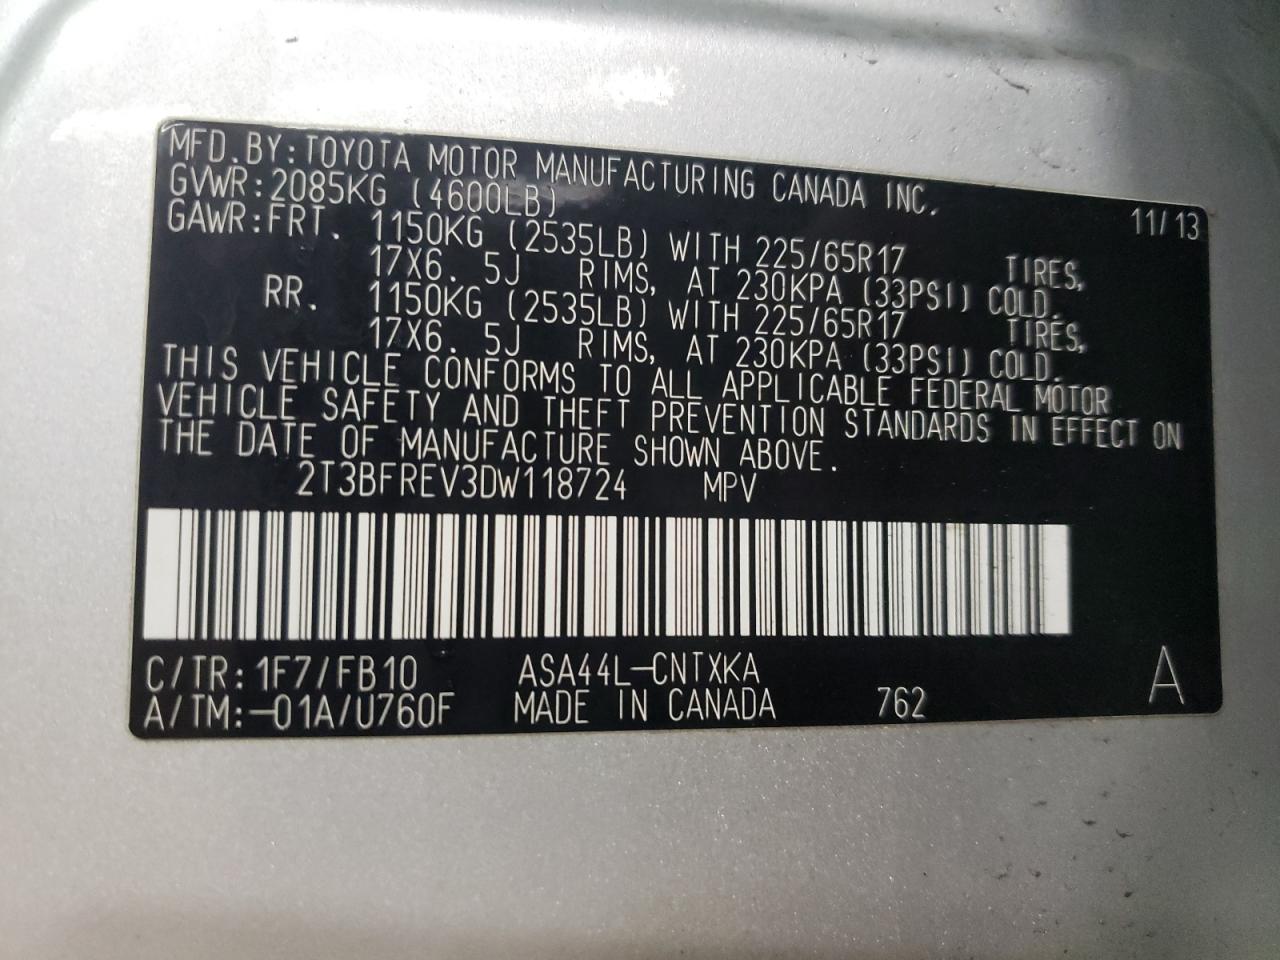 MFD.BY:TOYOTA MOTOR MANUFACTURING CANADA INC. 11/13
GVWR:2085KG (4600LB)
GAWR:FRT. 1150KG (2535LB) WITH 225/65R17 TIRES,
17X6. 5J RIMS, AT 230KPA (33PSI) COLD.
RR. 1150KG (2535LB) WITH 225/65R17 TIRES,
17X6. 5J RIMS, AT 230KPA (33PSI) COLD.
THIS VEHICLE CONFORMS TO ALL APPLICABLE FEDERAL MOTOR
VEHICLE SAFETY AND THEFT PREVENTION STANDARDS IN EFFECT ON
THE DATE OF MANUFACTURE SHOWN ABOVE.
2T3BFREV3DW118724 MPV
C/TR:1F7/FB10 ASA44L-CNTXKA
A/TM:-01A/U760F MADE IN CANADA 762 A